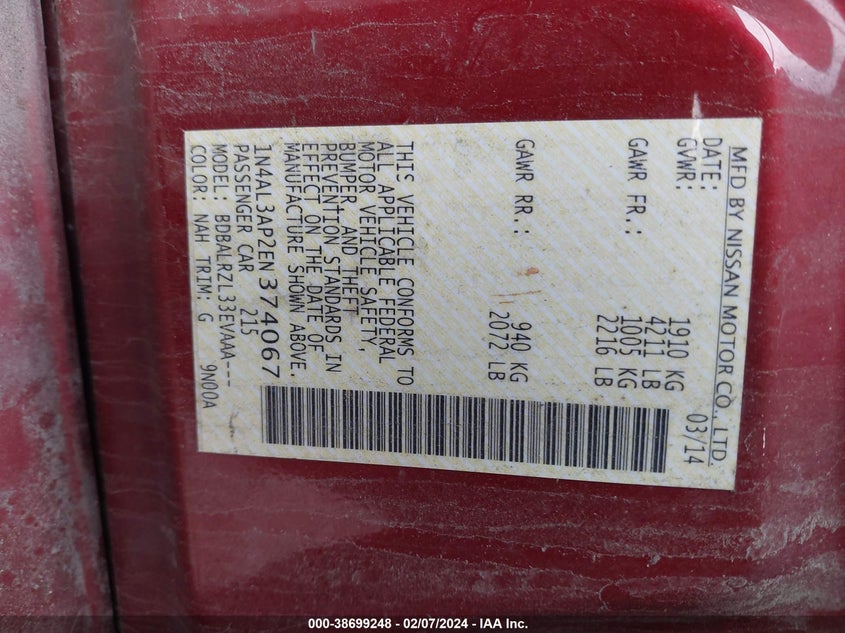 MFD BY NISSAN MOTOR CO., LTD.
DATE: 03/14
GVWR: 1910 KG
4211 LB
GAWR FR.: 1005 KG
2216 LB
GAWR RR.: 940 KG
2072 LB
THIS VEHICLE CONFORMS TO
ALL APPLICABLE FEDERAL
MOTOR VEHICLE SAFETY,
BUMPER AND THEFT
PREVENTION STANDARDS IN
EFFECT ON THE DATE OF
MANUFACTURE SHOWN ABOVE.
1N4AL3AP2EN374067
PASSENGER CAR 215
MODEL: BDBALRZL33EVAAA---
COLOR: NAH TRIM: G 9N00A
000-38699248 - 02/07/2024 - IAA Inc.